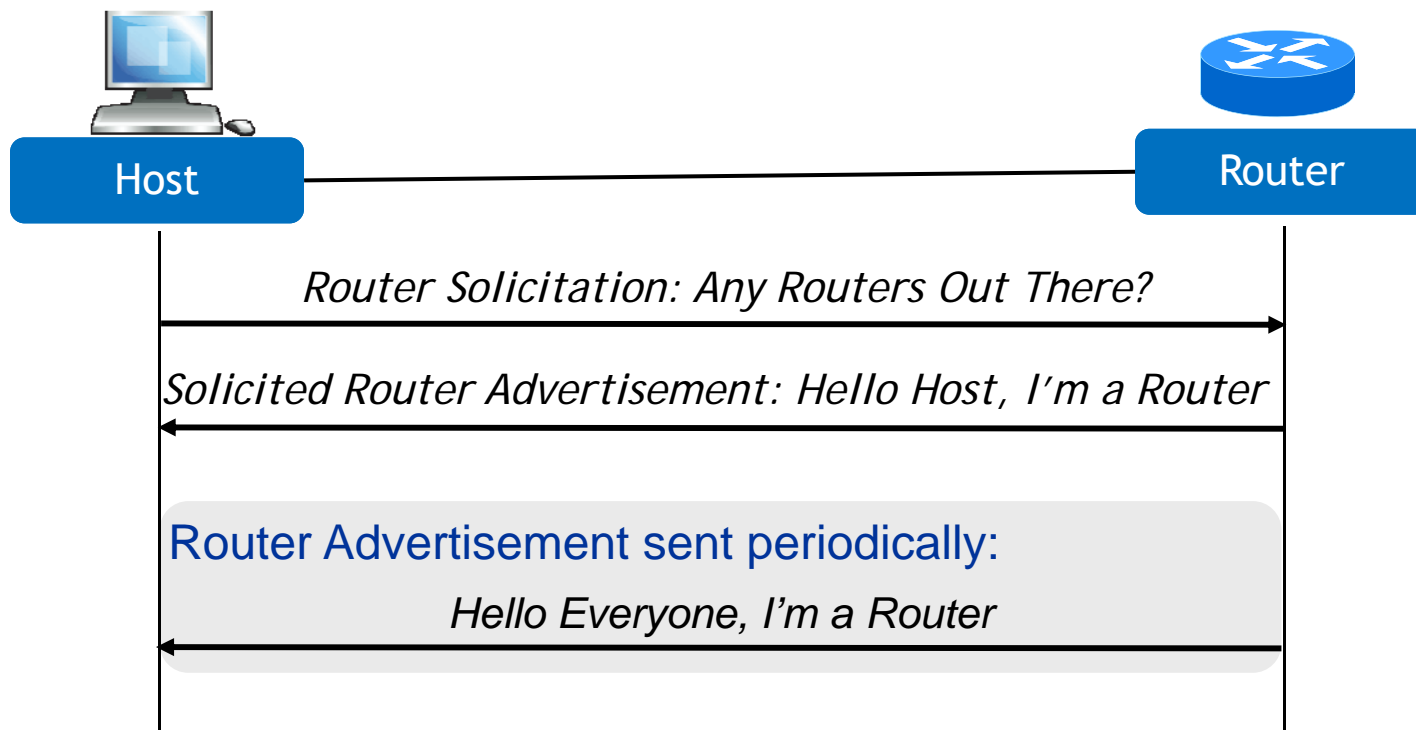 Host
Router
Router Solicitation: Any Routers Out There?
Solicited Router Advertisement: Hello Host, I’m a Router
Router Advertisement sent periodically:
Hello Everyone, I’m a Router